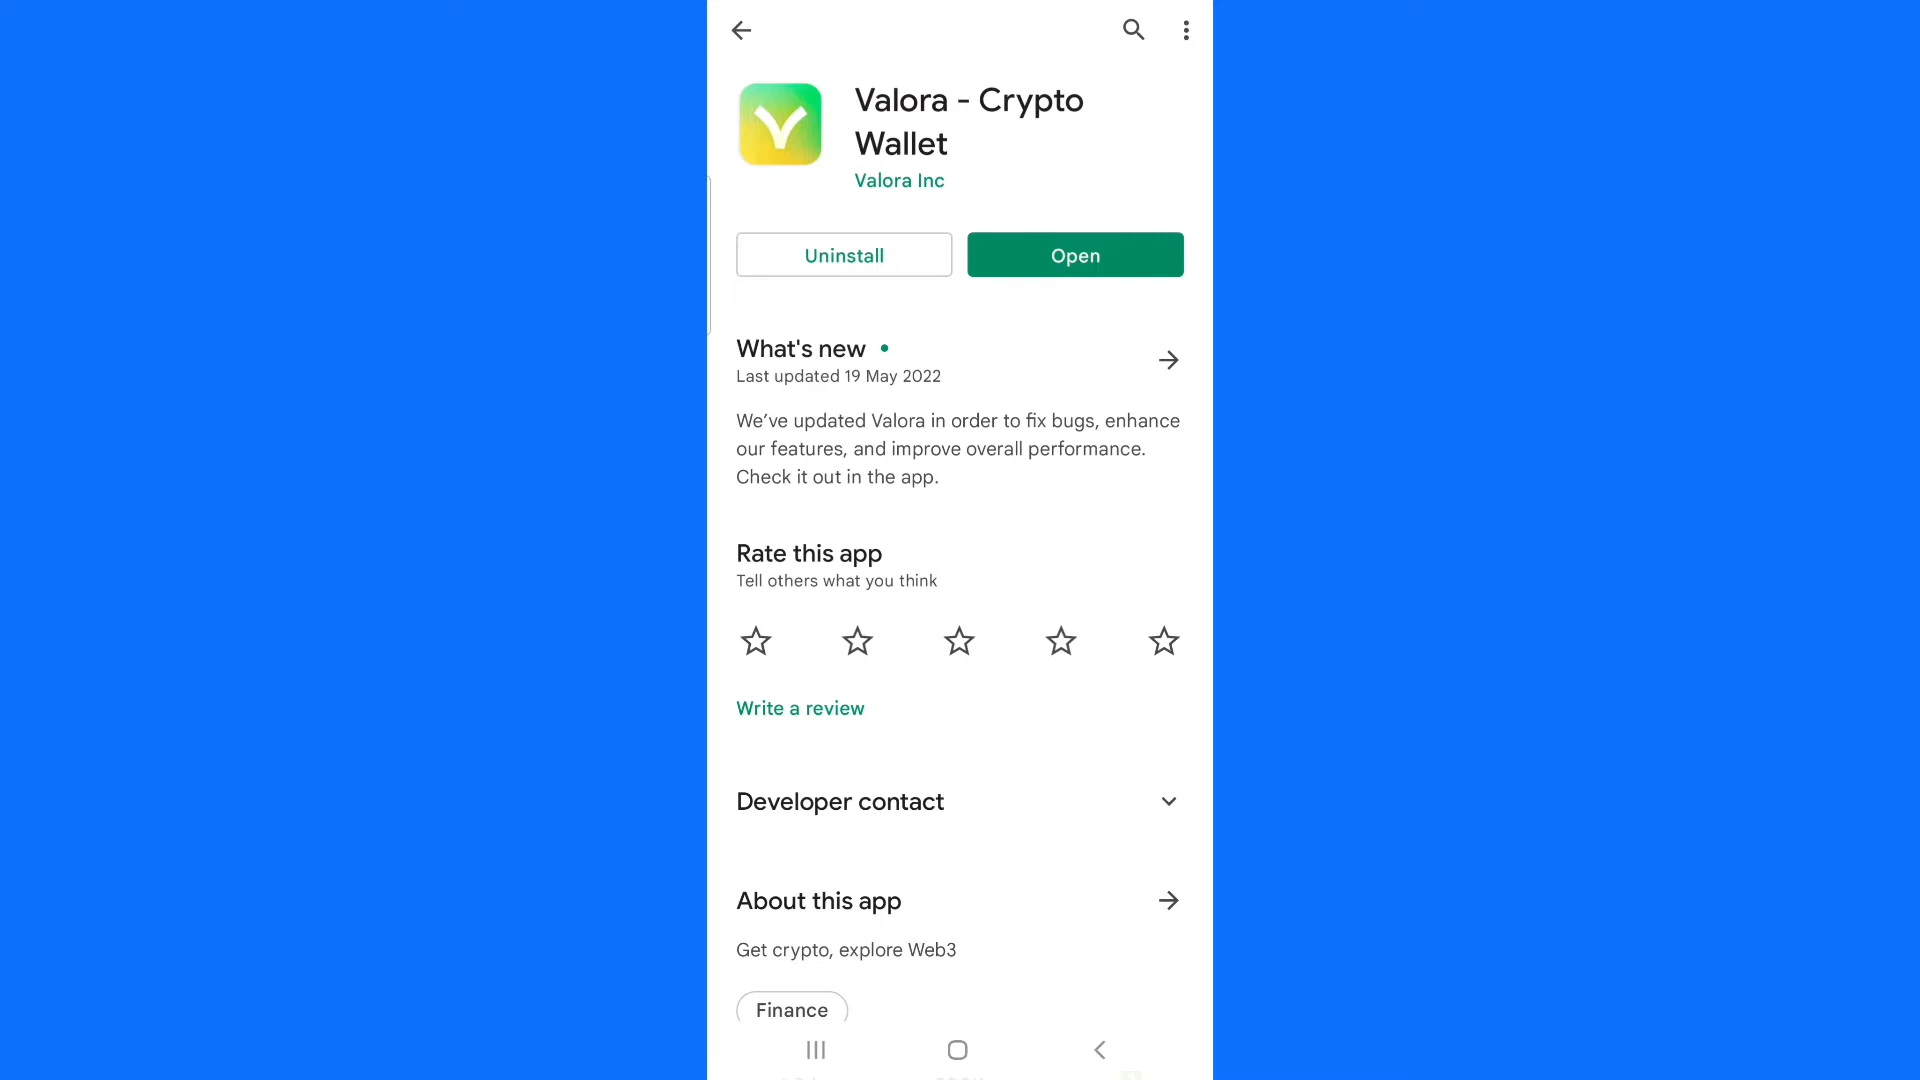 Valora - Crypto
Wallet
Valora Inc
Uninstall
Open
What's new
Last updated 19 May 2022
We’ve updated Valora in order to fix bugs, enhance
our features, and improve overall performance.
Check it out in the app.
Rate this app
Tell others what you think
Write a review
Developer contact
About this app
Get crypto, explore Web3
Finance